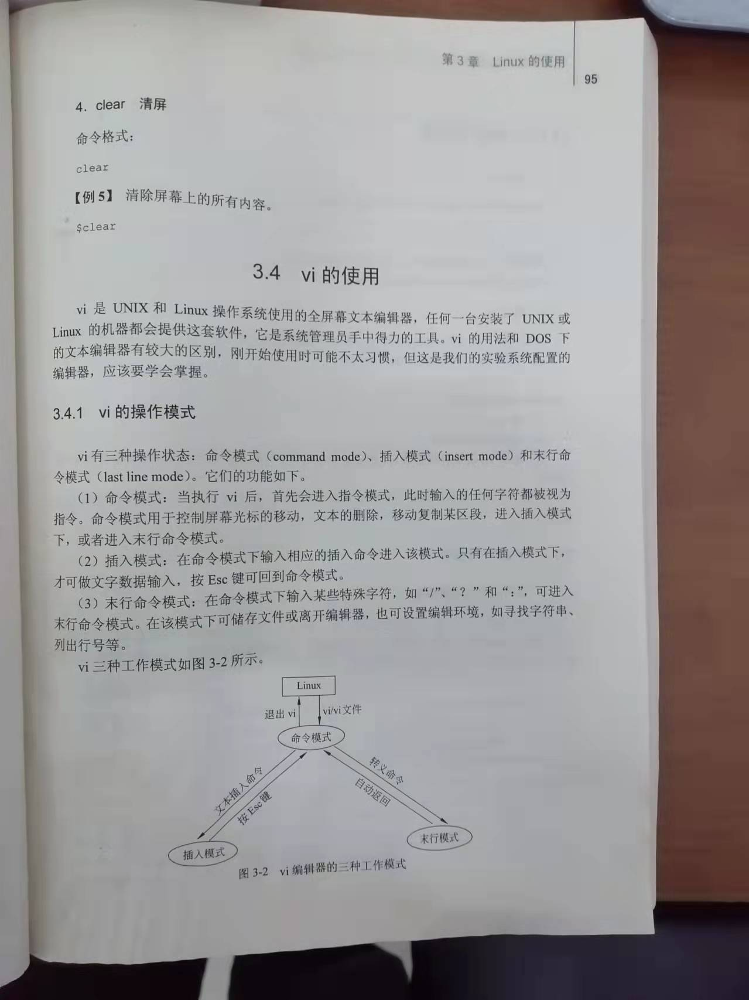 第3章 Linux 的使用
95
4. clear 清屏
命令格式：
clear
【例 5】 清除屏幕上的所有内容。
$clear
3.4 vi 的使用
vi 是 UNIX 和 Linux 操作系统使用的全屏幕文本编辑器，任何一台安装了 UNIX 或
Linux 的机器都会提供这套软件，它是系统管理员手中得力的工具。vi 的用法和 DOS 下
的文本编辑器有较大的区别，刚开始使用时可能不太习惯，但这是我们的实验系统配置的
编辑器，应该要学会掌握。
3.4.1 vi 的操作模式
vi 有三种操作状态：命令模式（command mode）、插入模式（insert mode）和末行命
令模式（last line mode）。它们的功能如下。
（1）命令模式：当执行 vi 后，首先会进入指令模式，此时输入的任何字符都被视为
指令。命令模式用于控制屏幕光标的移动，文本的删除，移动复制某区段，进入插入模式
下，或者进入末行命令模式。
（2）插入模式：在命令模式下输入相应的插入命令进入该模式。只有在插入模式下，
才可做文字数据输入，按 Esc 键可回到命令模式。
（3）末行命令模式：在命令模式下输入某些特殊字符，如“/”、“？”和“：”，可进入
末行命令模式。在该模式下可储存文件或离开编辑器，也可设置编辑环境，如寻找字符串、
列出行号等。
vi 三种工作模式如图 3-2 所示。
Linux
退出 vi
vi/vi文件
命令模式
文本插入命令
按 Esc 键
转义命令
自动返回
插入模式
末行模式
图 3-2 vi 编辑器的三种工作模式